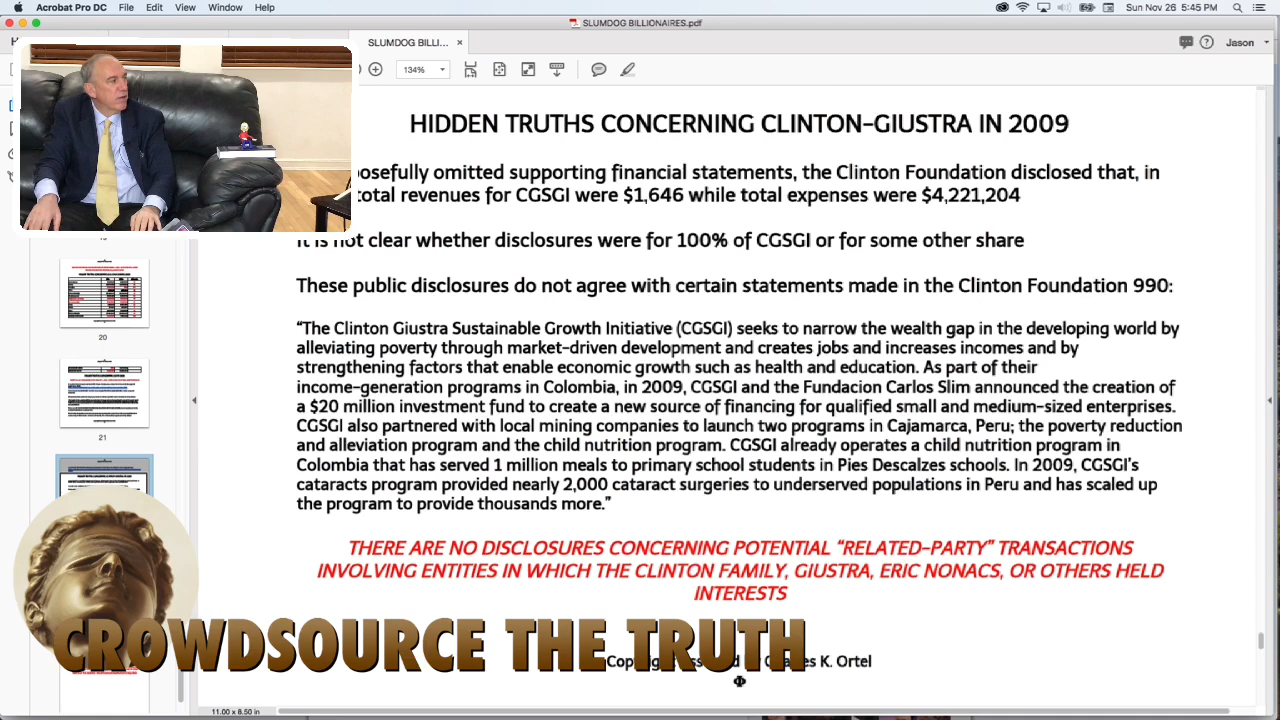 Acrobat Pro DC File Edit View Window Help
Sun Nov 26 5:45 PM
SLUMDOG BILLIONAIRES.pdf
SLUMDOG BILLI...
Jason
134%
HIDDEN TRUTHS CONCERNING CLINTON-GIUSTRA IN 2009
posefully omitted supporting financial statements, the Clinton Foundation disclosed that, in
total revenues for CGSGI were $1,646 while total expenses were $4,221,204
It is not clear whether disclosures were for 100% of CGSGI or for some other share
These public disclosures do not agree with certain statements made in the Clinton Foundation 990:
“The Clinton Giustra Sustainable Growth Initiative (CGSGI) seeks to narrow the wealth gap in the developing world by
alleviating poverty through market-driven development and creates jobs and increases incomes and by
strengthening factors that enable economic growth such as health and education. As part of their
income-generation programs in Colombia, in 2009, CGSGI and the Fundacion Carlos Slim announced the creation of
a $20 million investment fund to create a new source of financing for qualified small and medium-sized enterprises.
CGSGI also partnered with local mining companies to launch two programs in Cajamarca, Peru; the poverty reduction
and alleviation program and the child nutrition program. CGSGI already operates a child nutrition program in
Colombia that has served 1 million meals to primary school students in Pies Descalzes schools. In 2009, CGSGI’s
cataracts program provided nearly 2,000 cataract surgeries to underserved populations in Peru and has scaled up
the program to provide thousands more.”
THERE ARE NO DISCLOSURES CONCERNING POTENTIAL “RELATED-PARTY” TRANSACTIONS
INVOLVING ENTITIES IN WHICH THE CLINTON FAMILY, GIUSTRA, ERIC NONACS, OR OTHERS HELD
INTERESTS
K. Ortel
20
21
CROWDSOURCE THE TRUTH
11.00 x 8.50 in